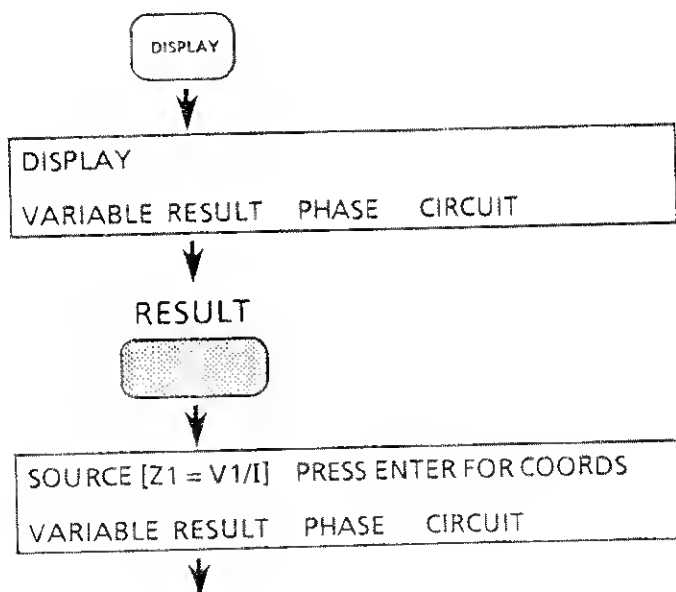 DISPLAY
DISPLAY
VARIABLE RESULT PHASE CIRCUIT
RESULT
SOURCE [Z1 = V1/I] PRESS ENTER FOR COORDS
VARIABLE RESULT PHASE CIRCUIT